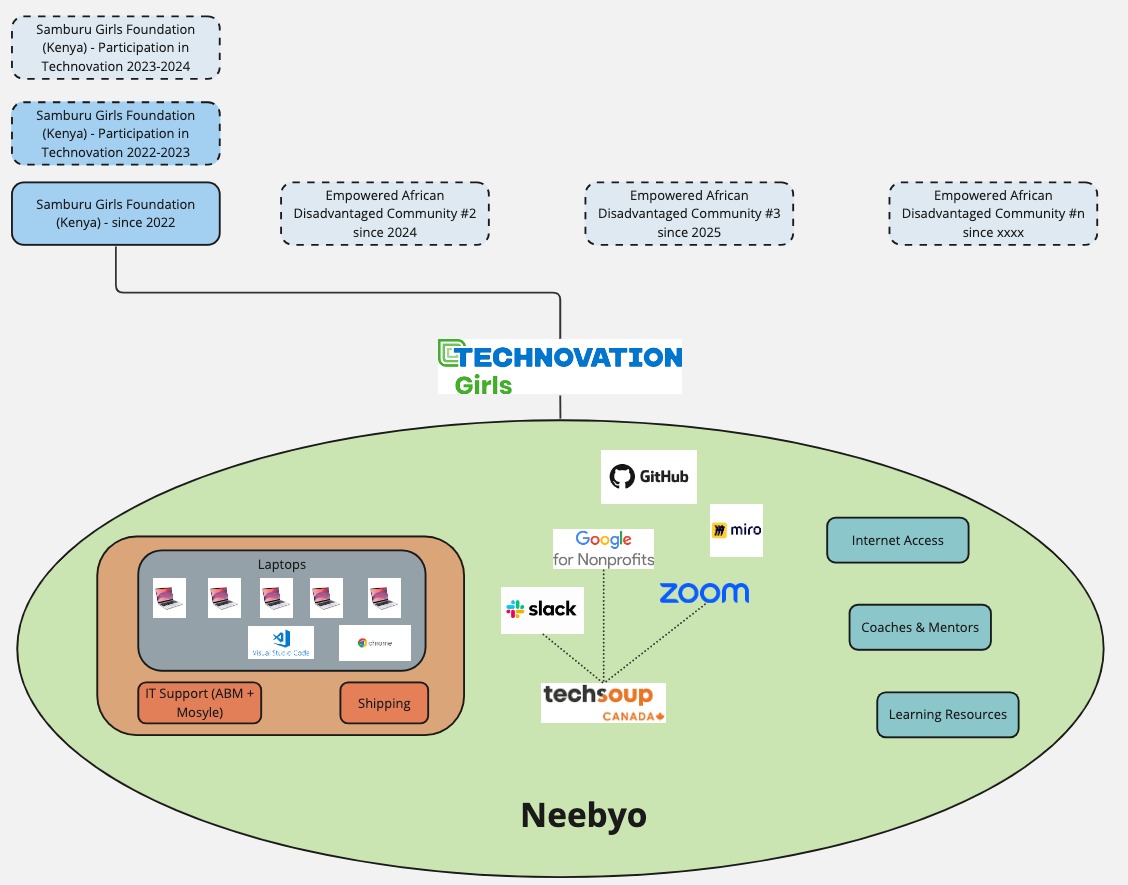 Samburu Girls Foundation
(Kenya) - Participation in
Technovation 2023-2024
Samburu Girls Foundation
(Kenya) - Participation in
Technovation 2022-2023
Samburu Girls Foundation
(Kenya) - since 2022
Empowered African
Disadvantaged Community #2
since 2024
Empowered African
Disadvantaged Community #3
since 2025
Empowered African
Disadvantaged Community #n
since xxxx
TECHNOVATION
Girls
GitHub
miro
Google
for Nonprofits
zoom
slack
techsoup
CANADA
Laptops
Visual Studio Code
chrome
IT Support (ABM +
Mosyle)
Shipping
Internet Access
Coaches & Mentors
Learning Resources
Neebyo